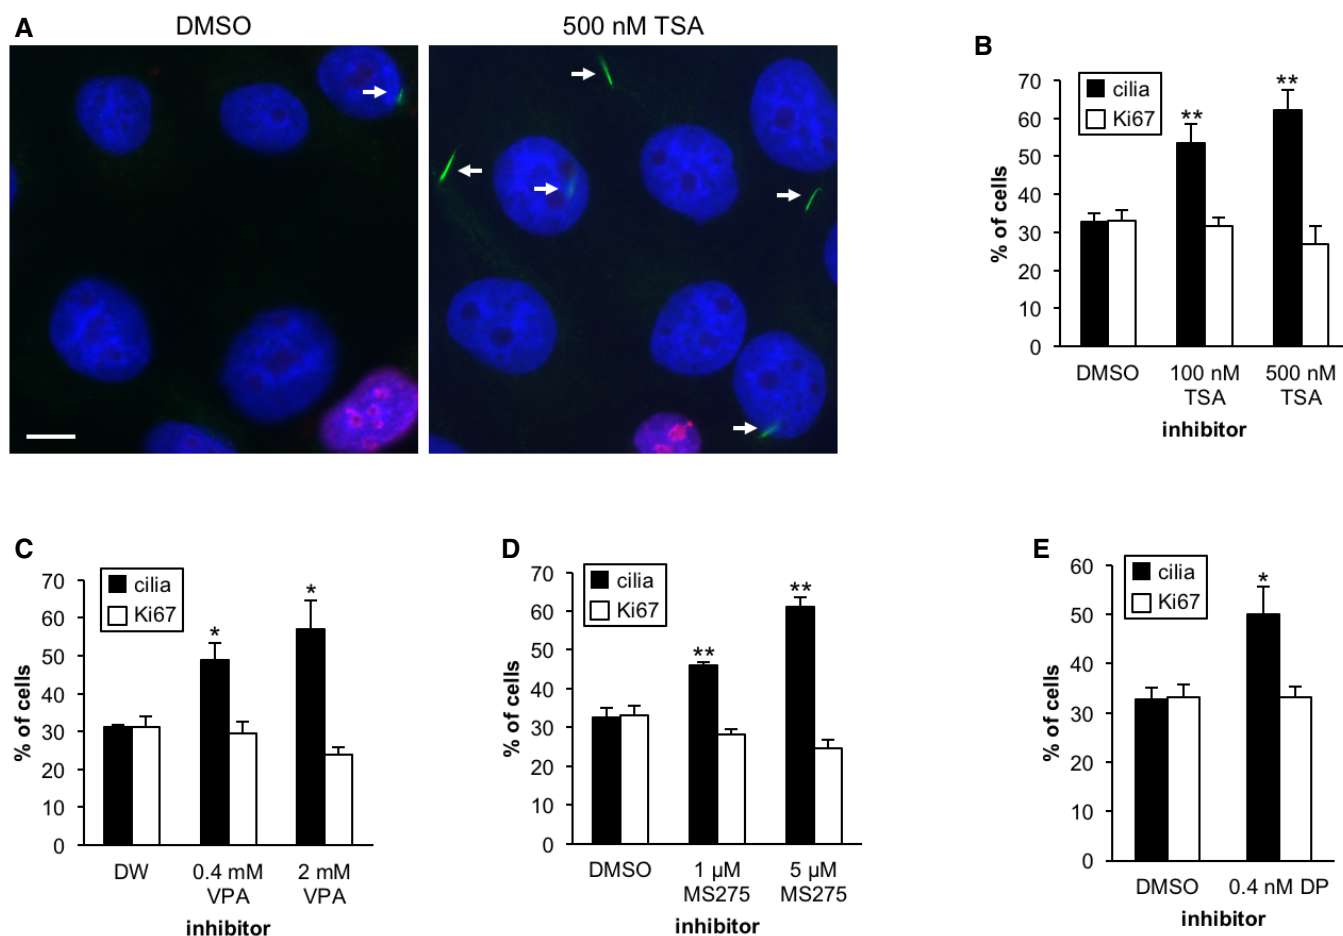 A
DMSO
500 nM TSA
B
cilia
Ki67
% of cells
70
60
50
40
30
20
10
0
**
**
DMSO
100 nM
TSA
500 nM
TSA
inhibitor
C
cilia
Ki67
% of cells
70
60
50
40
30
20
10
0
*
*
DW
0.4 mM
VPA
2 mM
VPA
inhibitor
D
cilia
Ki67
% of cells
70
60
50
40
30
20
10
0
**
**
DMSO
1 µM
MS275
5 µM
MS275
inhibitor
E
cilia
Ki67
% of cells
60
50
40
30
20
10
0
*
DMSO
0.4 nM DP
inhibitor